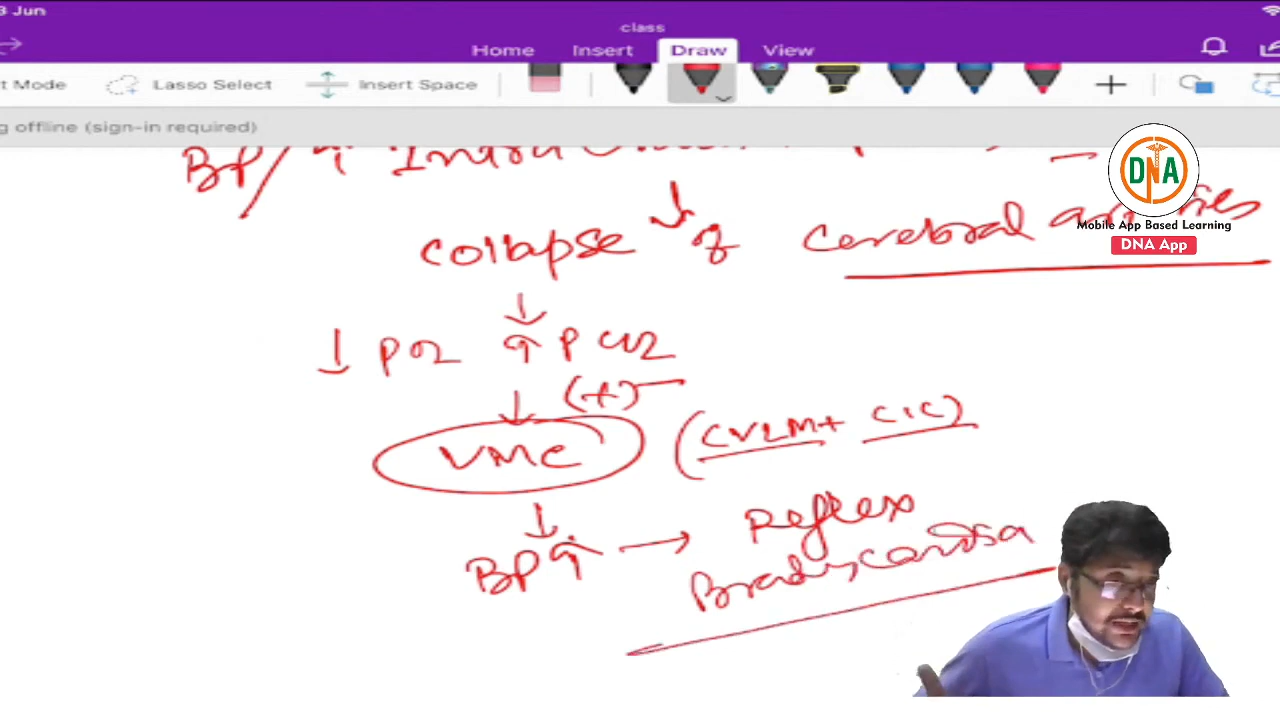 3 Jun
class
Home Insert Draw View
rt Mode Lasso Select Insert Space
g offline (sign-in required)
DNA
Mobile App Based Learning
DNA App
BP/↑
↓
collapse of cerebral
↓
↓ PO2 ↑ PCO2
↓ (+)
VMC (CVLM + CIC)
↓
BP↑ → Reflex
Bradycardia